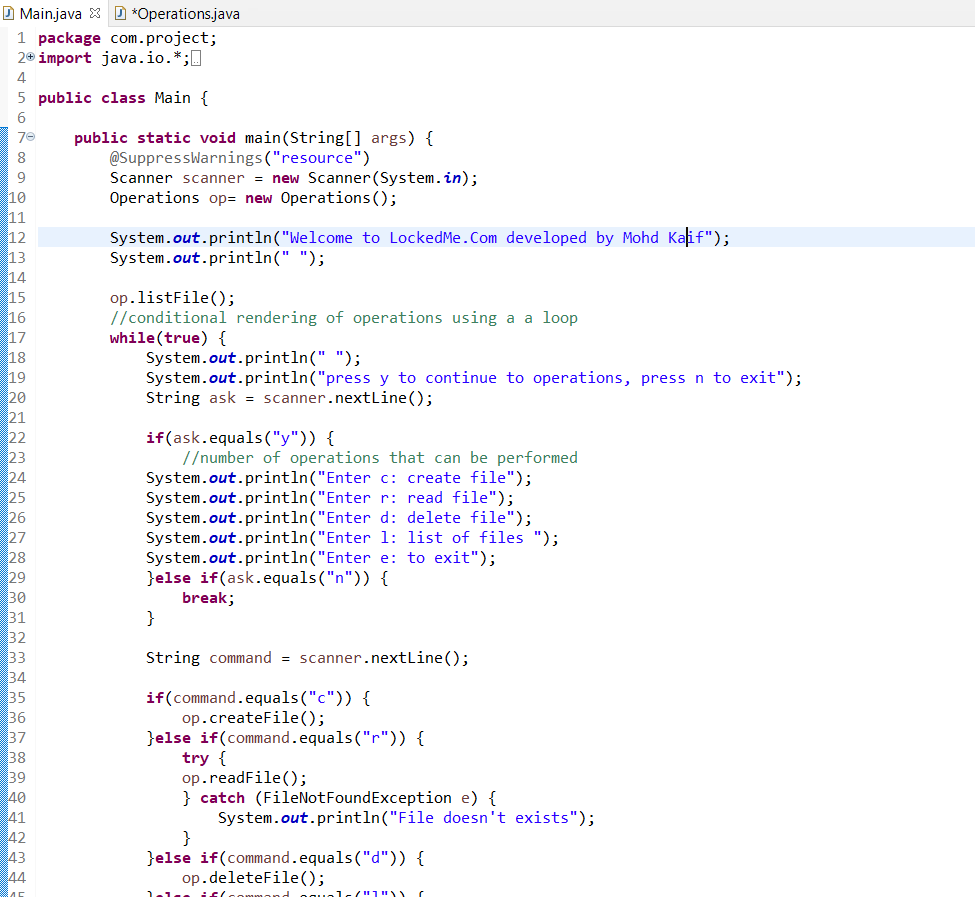 Main.java *Operations.java
1 package com.project;
2 import java.io.*;
4
5 public class Main {
6
7 public static void main(String[] args) {
8 @SuppressWarnings("resource")
9 Scanner scanner = new Scanner(System.in);
10 Operations op= new Operations();
11
12 System.out.println("Welcome to LockedMe.Com developed by Mohd Kaif");
13 System.out.println(" ");
14
15 op.listFile();
16 //conditional rendering of operations using a a loop
17 while(true) {
18 System.out.println(" ");
19 System.out.println("press y to continue to operations, press n to exit");
20 String ask = scanner.nextLine();
21
22 if(ask.equals("y")) {
23 //number of operations that can be performed
24 System.out.println("Enter c: create file");
25 System.out.println("Enter r: read file");
26 System.out.println("Enter d: delete file");
27 System.out.println("Enter l: list of files ");
28 System.out.println("Enter e: to exit");
29 }else if(ask.equals("n")) {
30 break;
31 }
32
33 String command = scanner.nextLine();
34
35 if(command.equals("c")) {
36 op.createFile();
37 }else if(command.equals("r")) {
38 try {
39 op.readFile();
40 } catch (FileNotFoundException e) {
41 System.out.println("File doesn't exists");
42 }
43 }else if(command.equals("d")) {
44 op.deleteFile();
45 }else if(command.equals("l")) {